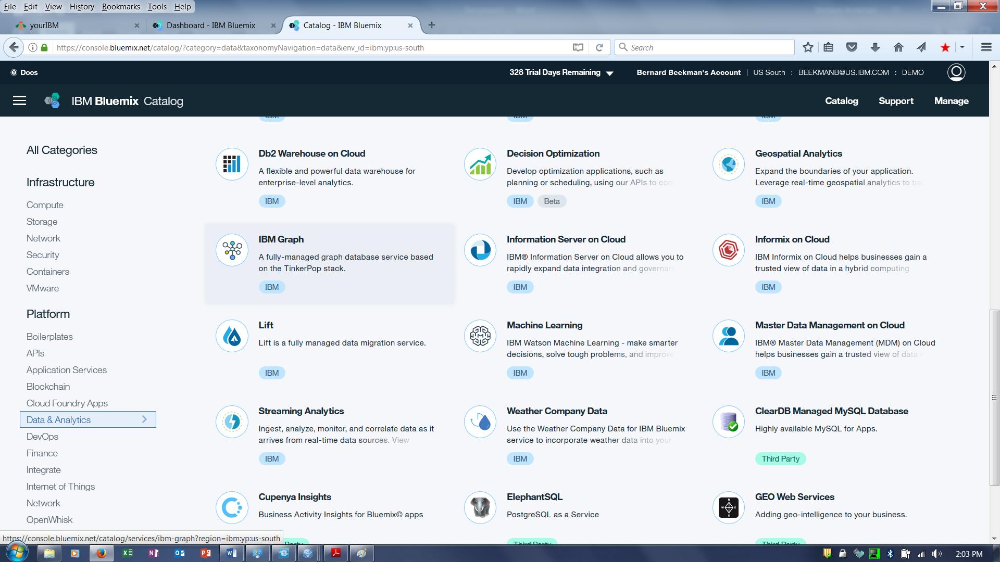 File Edit View History Bookmarks Tools Help
yourIBM
Dashboard - IBM Bluemix
Catalog - IBM Bluemix
https://console.bluemix.net/catalog/?category=data&taxonomyNavigation=data&env_id=ibm:yp:us-south
Search
Docs
328 Trial Days Remaining
Bernard Beekman's Account | US South : BEEKMANB@US.IBM.COM : DEMO
IBM Bluemix Catalog
Catalog Support Manage
IBM IBM IBM
All Categories
Infrastructure
Compute
Storage
Network
Security
Containers
VMware
Platform
Boilerplates
APIs
Application Services
Blockchain
Cloud Foundry Apps
Data & Analytics
DevOps
Finance
Integrate
Internet of Things
Network
OpenWhisk
Db2 Warehouse on Cloud
A flexible and powerful data warehouse for
enterprise-level analytics.
IBM
Decision Optimization
Develop optimization applications, such as
planning or scheduling, using our APIs to
IBM Beta
Geospatial Analytics
Expand the boundaries of your application.
Leverage real-time geospatial analytics to
IBM
IBM Graph
A fully-managed graph database service based
on the TinkerPop stack.
IBM
Information Server on Cloud
IBM® Information Server on Cloud allows you to
rapidly expand data integration and
IBM
Informix on Cloud
IBM Informix on Cloud helps businesses gain a
trusted view of data in a hybrid computing
IBM
Lift
Lift is a fully managed data migration service.
IBM
Machine Learning
IBM Watson Machine Learning - make smarter
decisions, solve tough problems, and improve
IBM
Master Data Management on Cloud
IBM® Master Data Management (MDM) on Cloud
helps businesses gain a trusted view of data
IBM
Streaming Analytics
Ingest, analyze, monitor, and correlate data as it
arrives from real-time data sources. View
IBM
Weather Company Data
Use the Weather Company Data for IBM Bluemix
service to incorporate weather data into your
IBM
ClearDB Managed MySQL Database
Highly available MySQL for Apps.
Third Party
Cupenya Insights
Business Activity Insights for Bluemix© apps
Party
ElephantSQL
PostgreSQL as a Service
Third Party
GEO Web Services
Adding geo-intelligence to your business.
Third Party
https://console.bluemix.net/catalog/services/ibm-graph?region=ibm:yp:us-south
2:03 PM